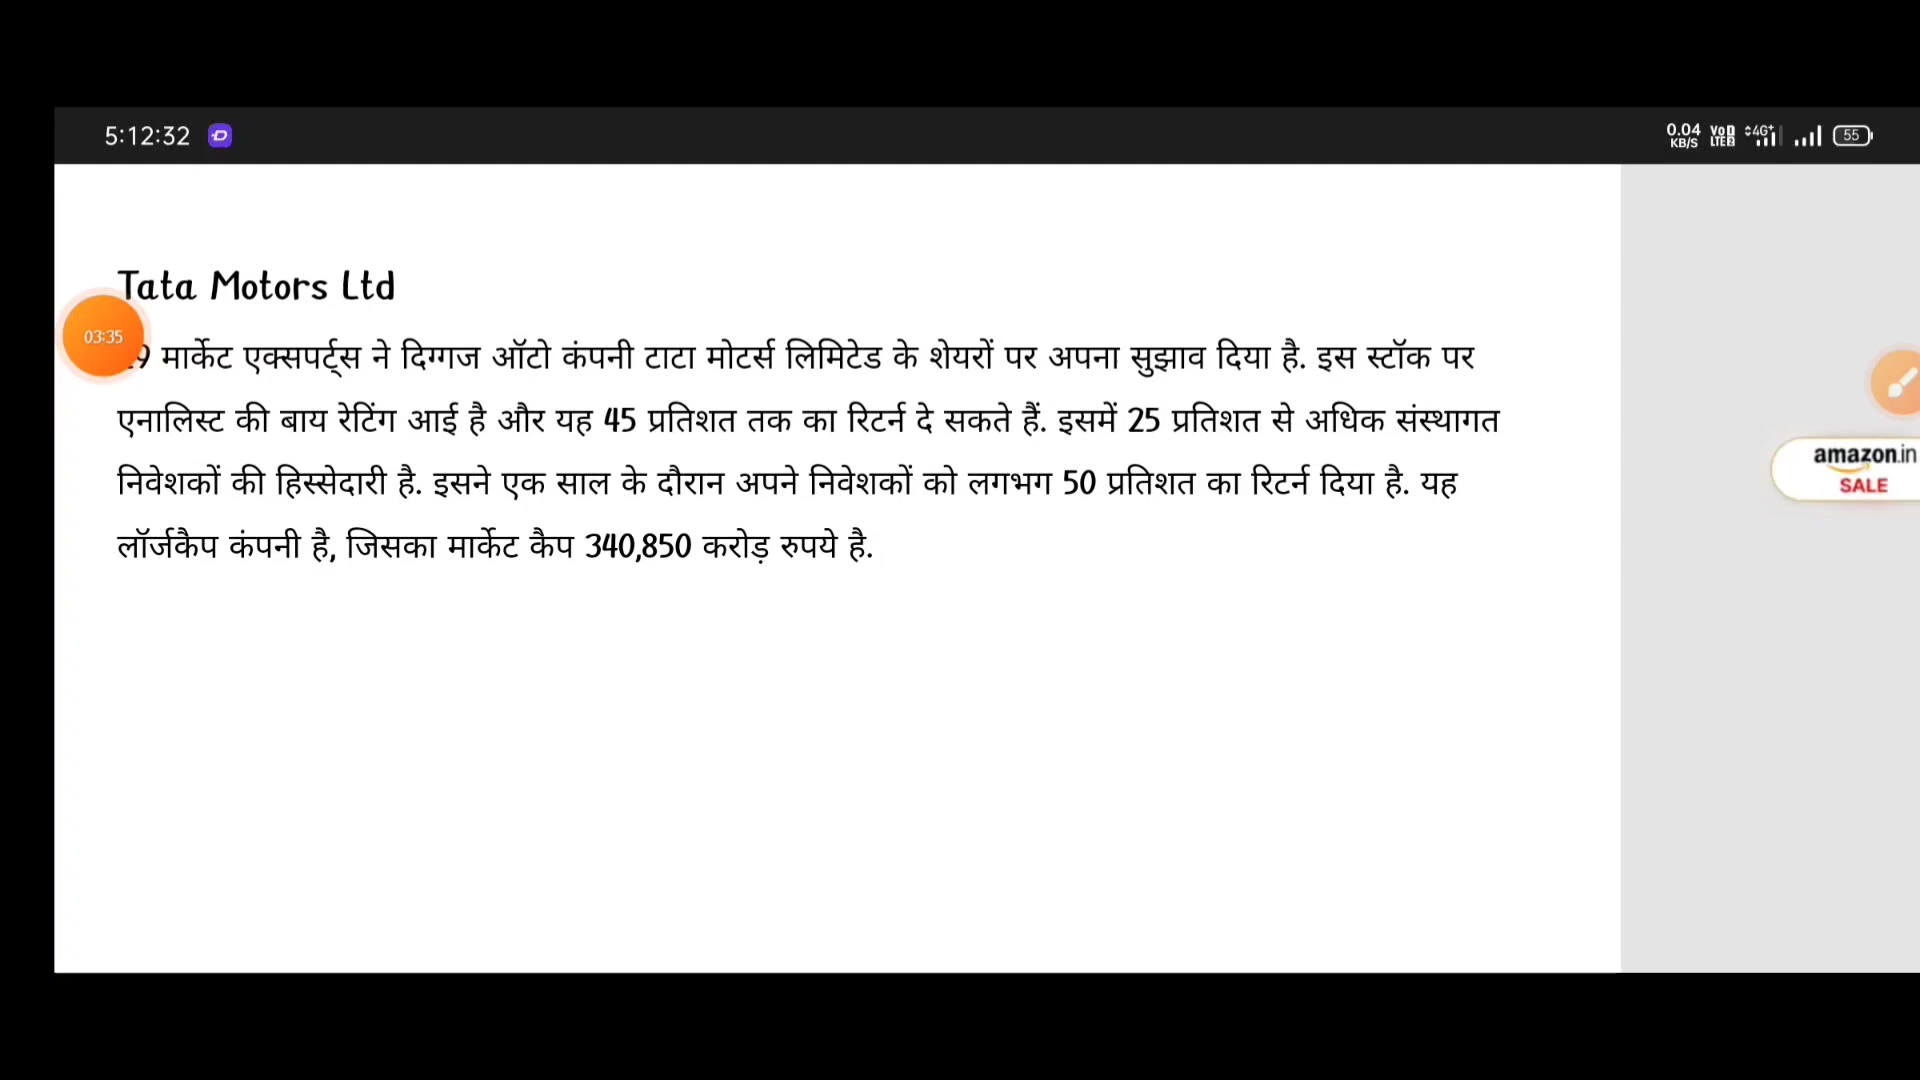 5:12:32
0.04 KB/S
VoD LTE2
4G+
55
Tata Motors Ltd
03:35
मार्केट एक्सपर्ट्स ने दिग्गज ऑटो कंपनी टाटा मोटर्स लिमिटेड के शेयरों पर अपना सुझाव दिया है. इस स्टॉक पर
एनालिस्ट की बाय रेटिंग आई है और यह 45 प्रतिशत तक का रिटर्न दे सकते हैं. इसमें 25 प्रतिशत से अधिक संस्थागत
निवेशकों की हिस्सेदारी है. इसने एक साल के दौरान अपने निवेशकों को लगभग 50 प्रतिशत का रिटर्न दिया है. यह
लॉर्जकैप कंपनी है, जिसका मार्केट कैप 340,850 करोड़ रुपये है.
amazon.in
SALE